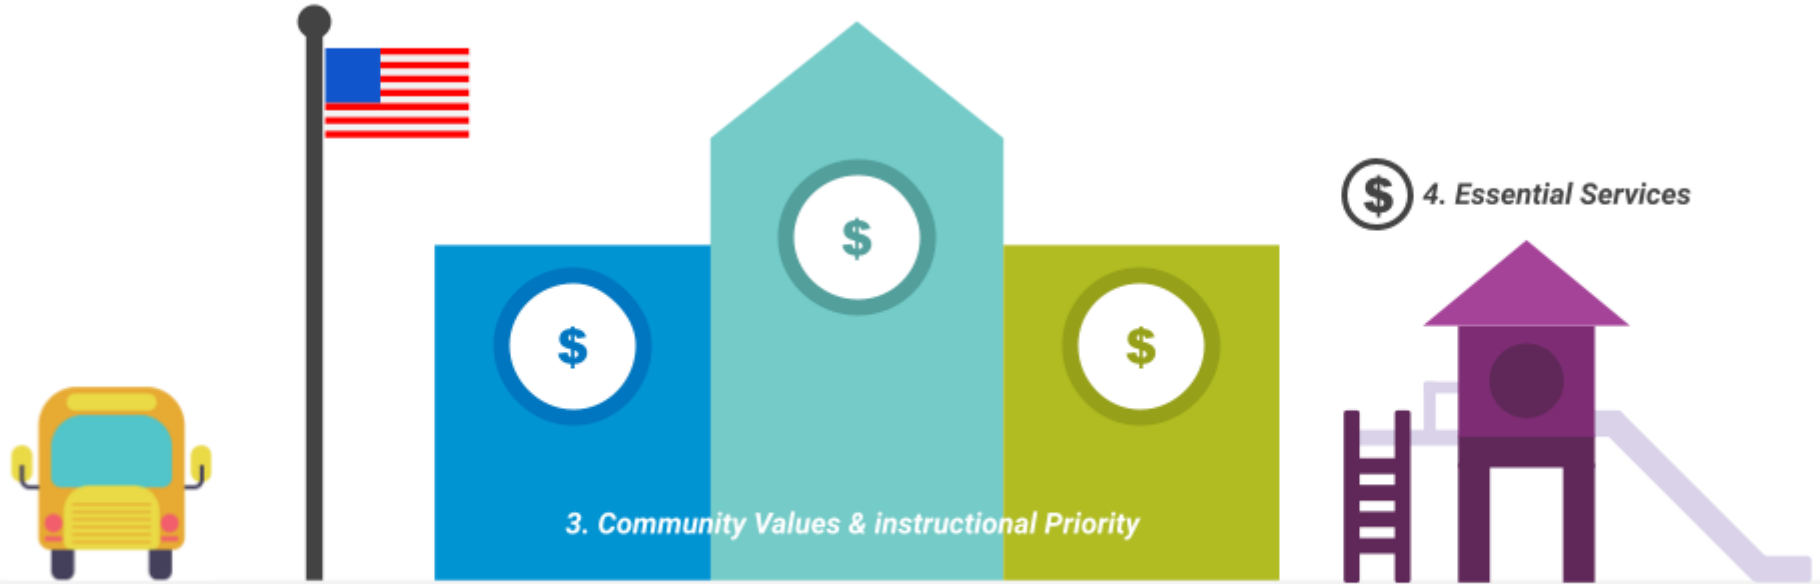 $
$ 4. Essential Services
$
$
3. Community Values & instructional Priority